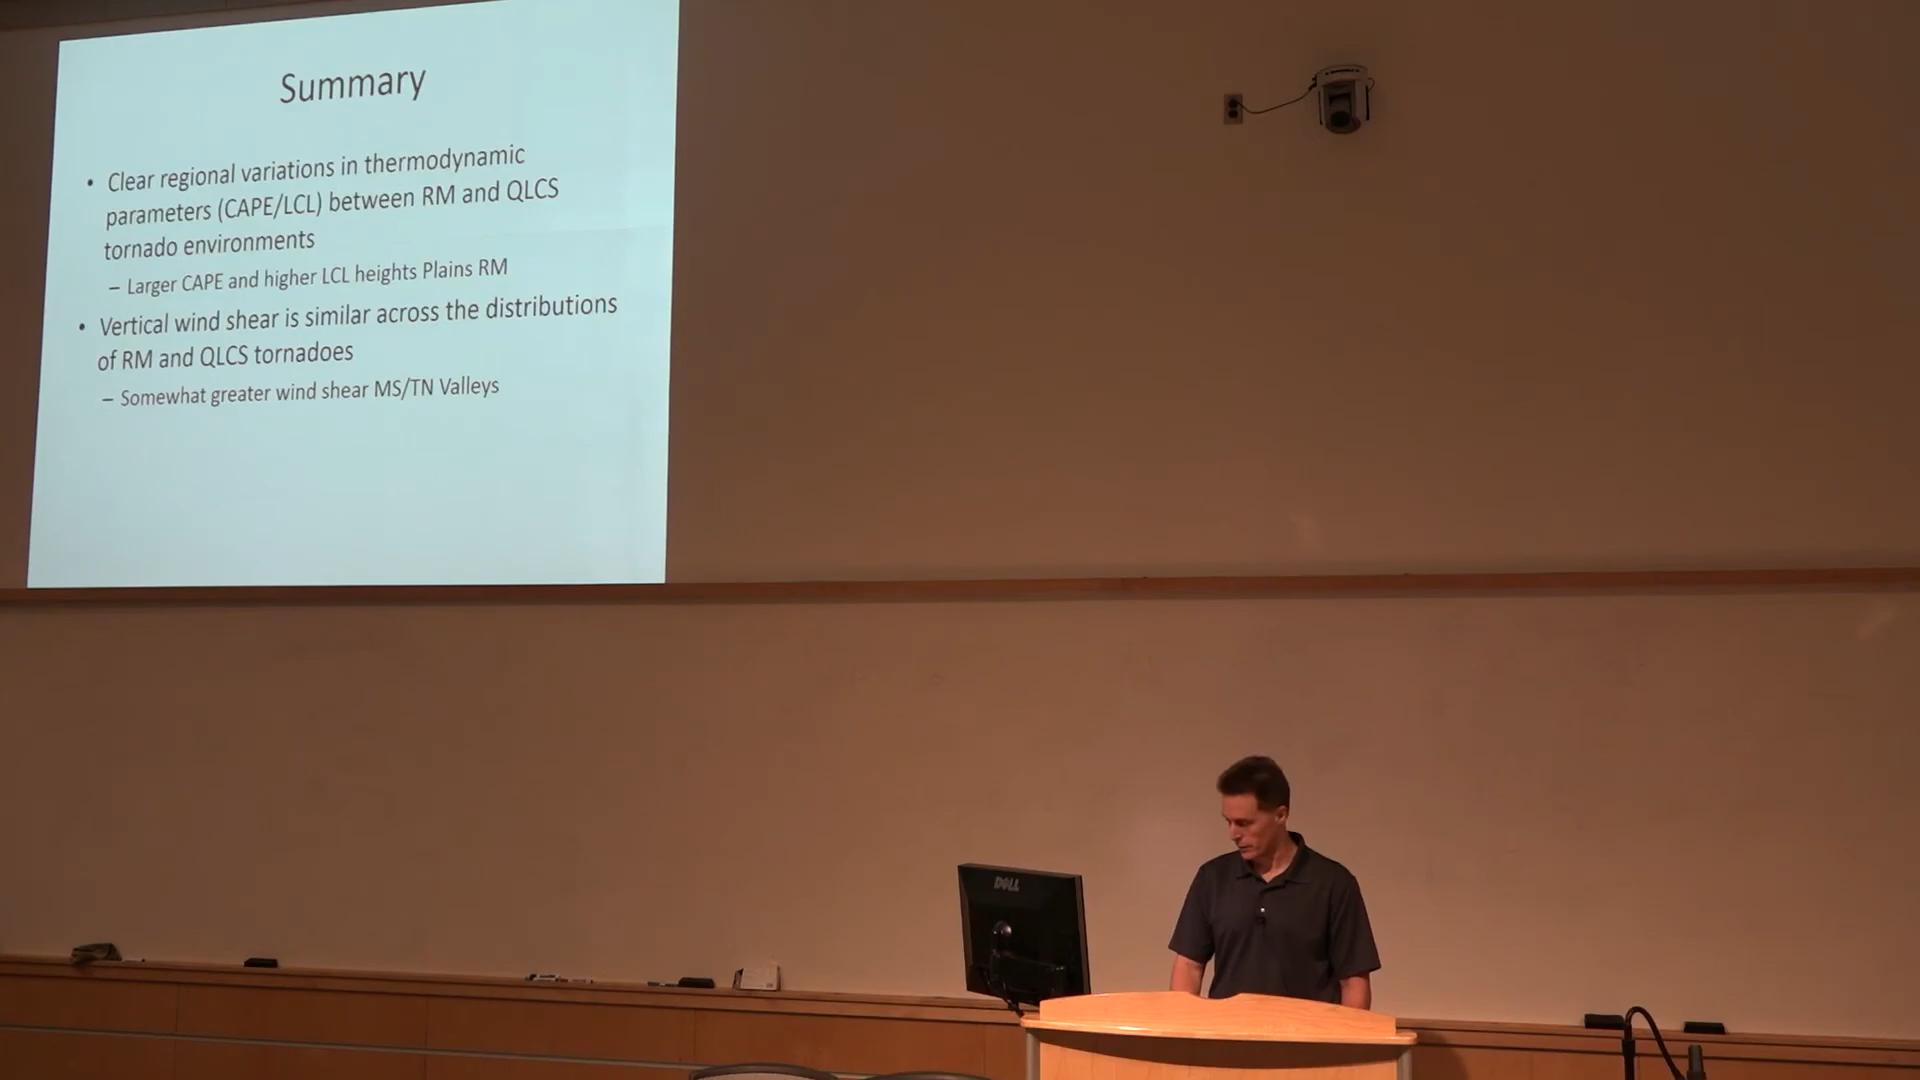 Summary
• Clear regional variations in thermodynamic
parameters (CAPE/LCL) between RM and QLCS
tornado environments
– Larger CAPE and higher LCL heights Plains RM
• Vertical wind shear is similar across the distributions
of RM and QLCS tornadoes
– Somewhat greater wind shear MS/TN Valleys
DELL